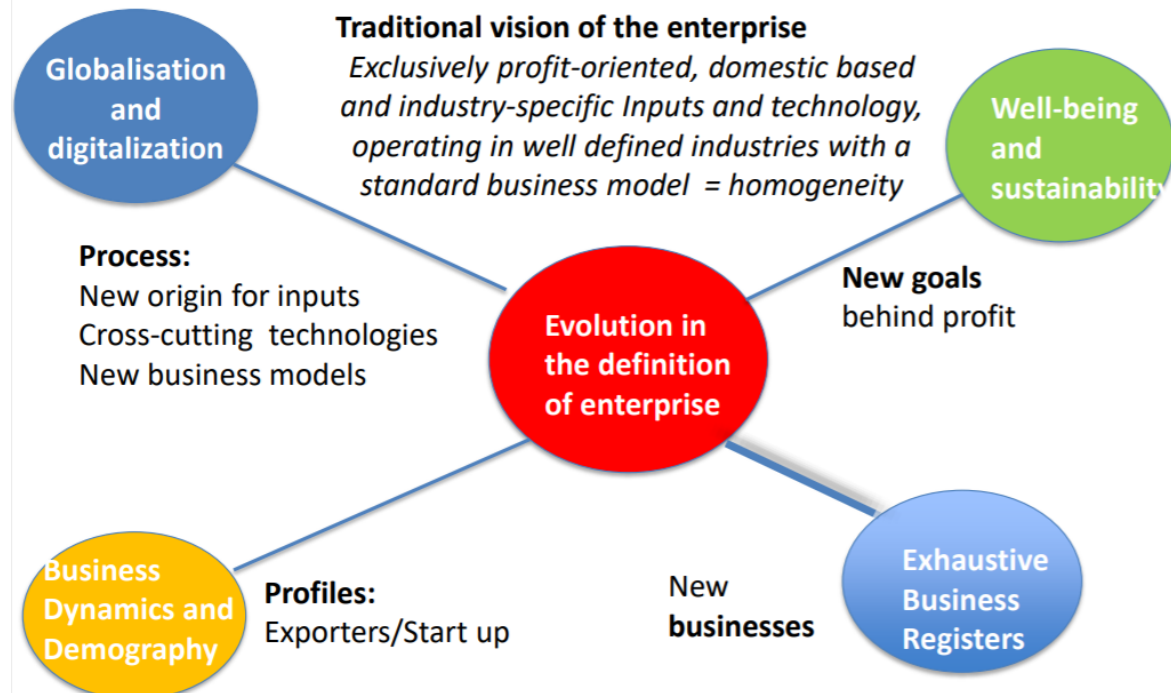 Traditional vision of the enterprise
Exclusively profit-oriented, domestic based
and industry-specific Inputs and technology,
operating in well defined industries with a
standard business model = homogeneity
Globalisation
and
digitalization
Well-being
and
sustainability
Process:
New origin for inputs
Cross-cutting technologies
New business models
New goals
behind profit
Evolution in
the definition
of enterprise
Business
Dynamics and
Demography
Profiles:
Exporters/Start up
New
businesses
Exhaustive
Business
Registers